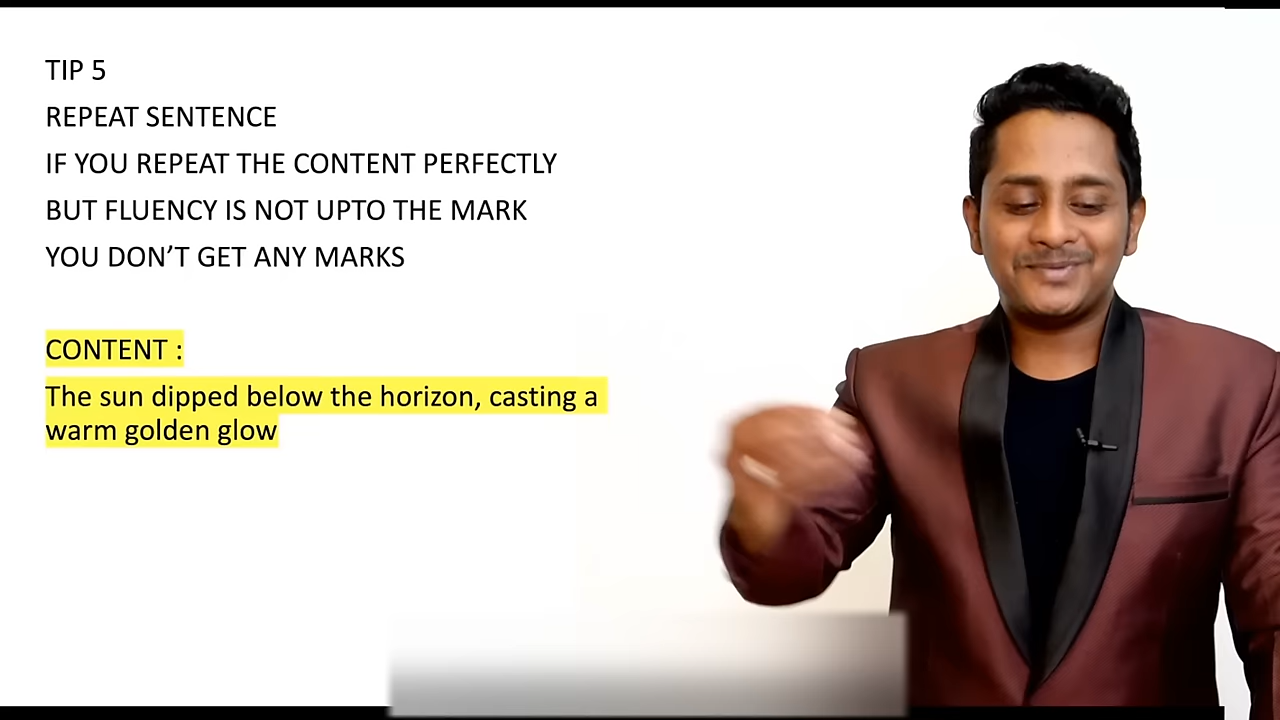 TIP 5
REPEAT SENTENCE
IF YOU REPEAT THE CONTENT PERFECTLY
BUT FLUENCY IS NOT UPTO THE MARK
YOU DON’T GET ANY MARKS
CONTENT :
The sun dipped below the horizon, casting a
warm golden glow